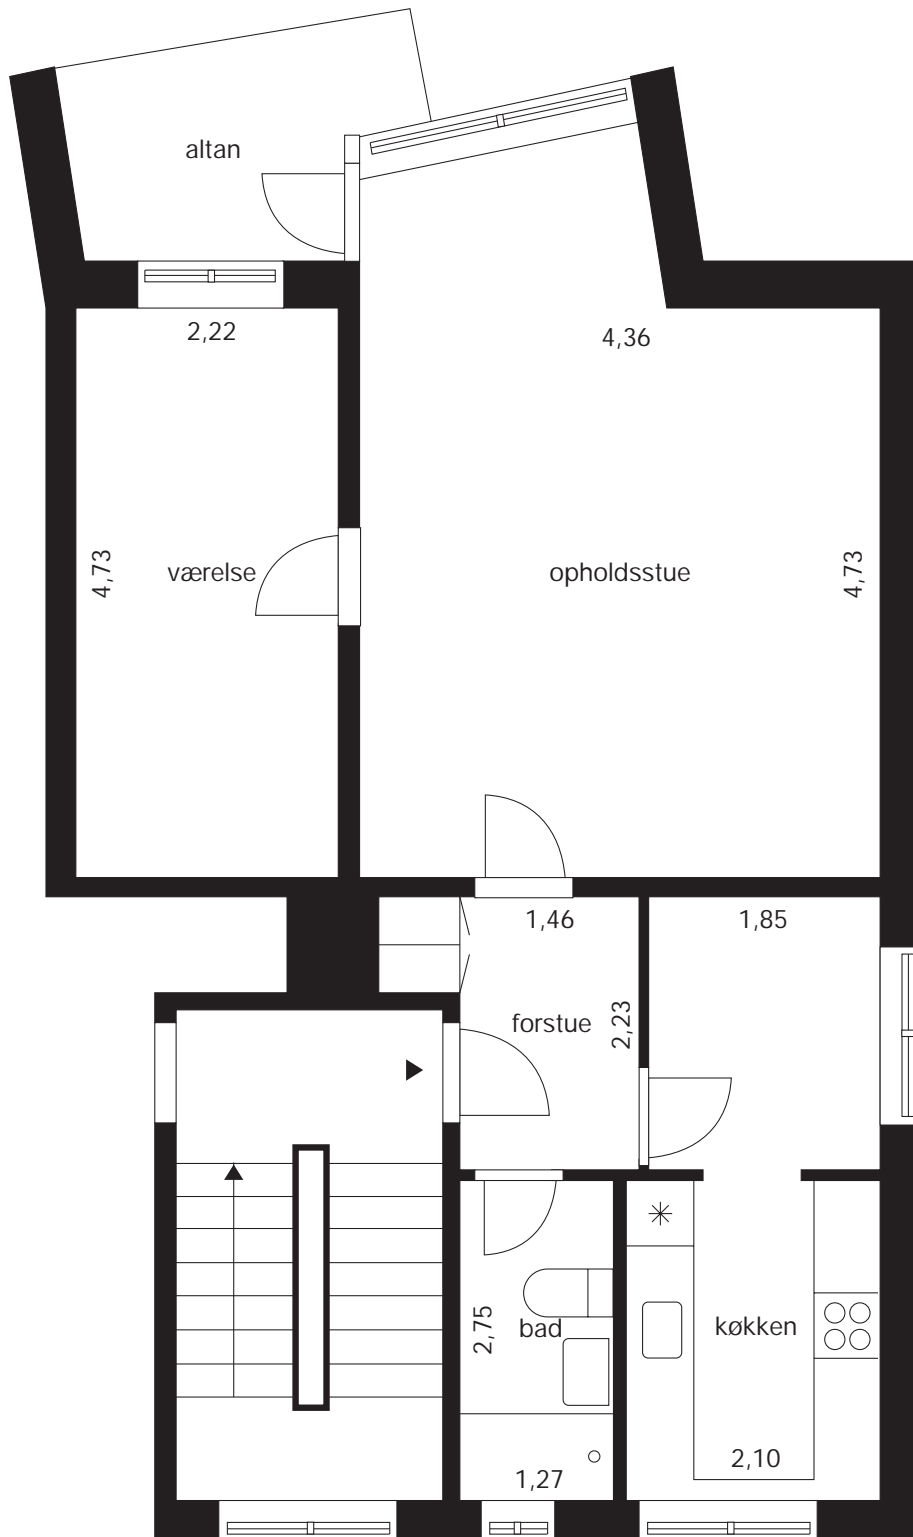 altan
2,22
4,36
4,73
værelse
opholdsstue
4,73
1,46
1,85
forstue
2,23
2,75
bad
køkken
1,27
2,10